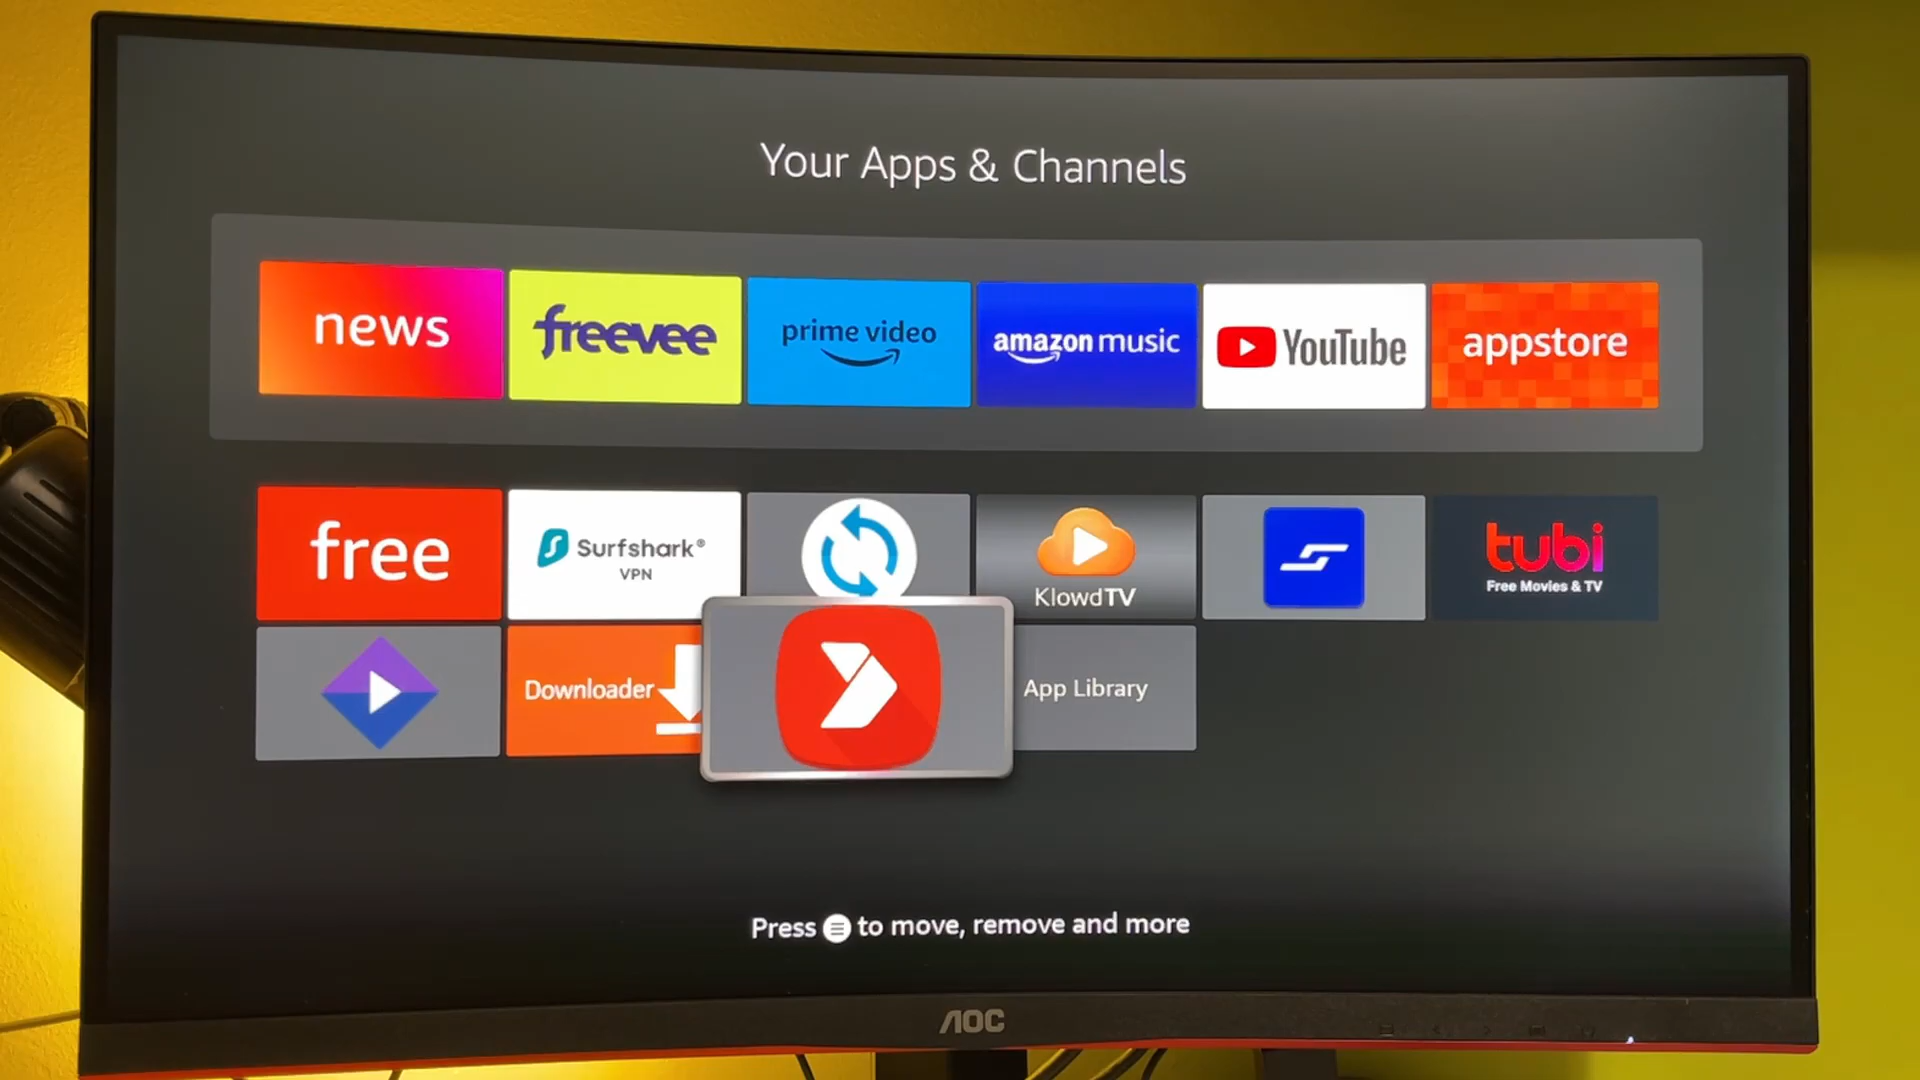 Your Apps & Channels
news
freevee
prime video
amazon music
YouTube
appstore
free
Surfshark®
VPN
KlowdTV
tubi
Free Movies & TV
Downloader
App Library
Press to move, remove and more
AOC